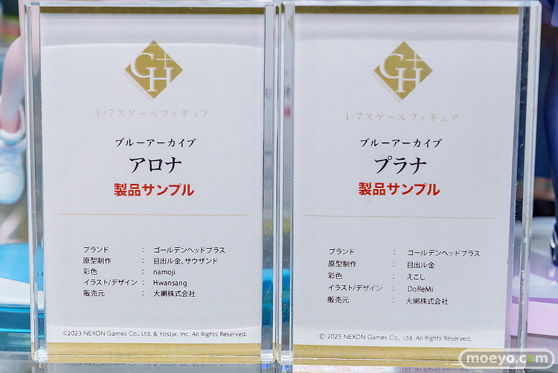 G+H
1/7スケールフィギュア
ブルーアーカイブ
アロナ
製品サンプル
ブランド : ゴールデンヘッドプラス
原型制作 : 目出ル金、サウザンド
彩色 : namoji
イラスト/デザイン : Hwansang
販売元 : 大網株式会社
©2023 NEXON Games Co., Ltd. & Yostar, Inc. All Rights Reserved.
G+H
1/7スケールフィギュア
ブルーアーカイブ
プラナ
製品サンプル
ブランド : ゴールデンヘッドプラス
原型制作 : 目出ル金
彩色 : えごし
イラスト/デザイン : DoReMi
販売元 : 大網株式会社
© 2025 NEXON Games Co., Ltd. All Rights Reserved.
moeyo.com